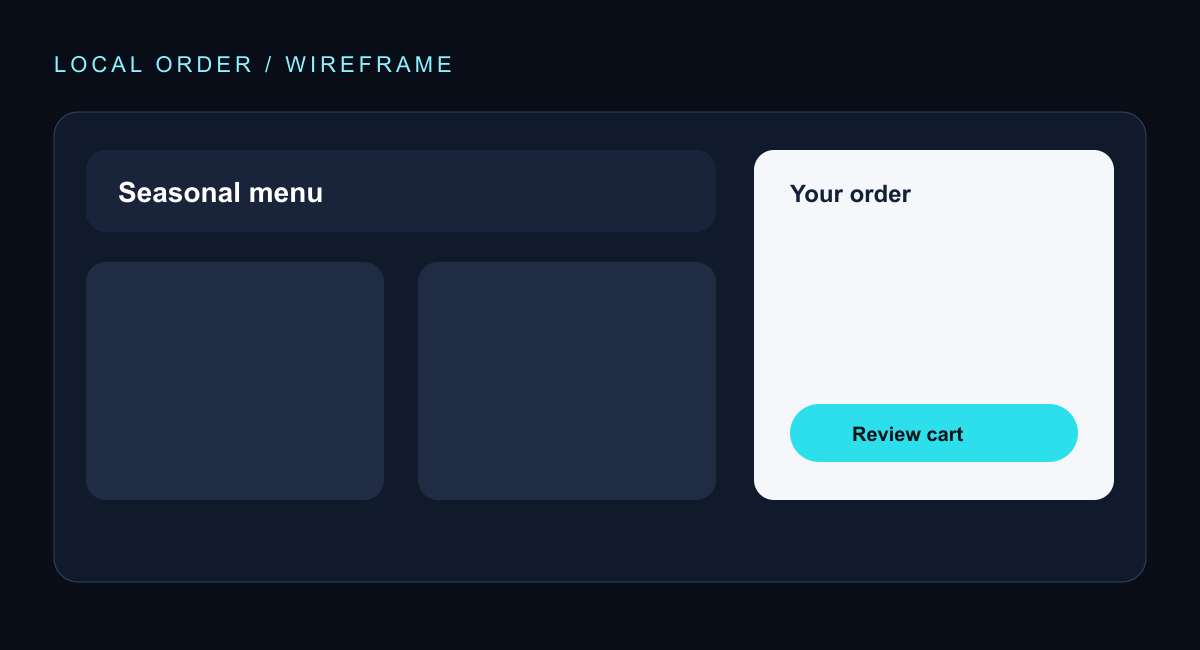 LOCAL ORDER / WIREFRAME
Seasonal menu
Your order
Review cart